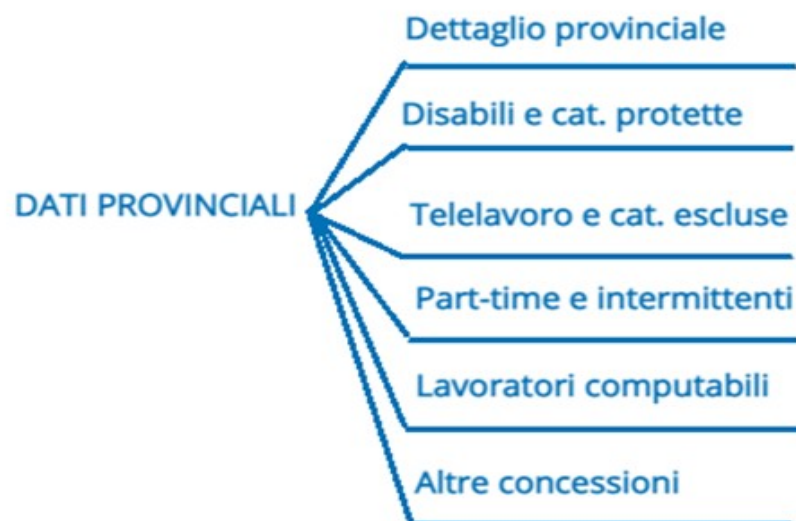 Dettaglio provinciale
Disabili e cat. protette
DATI PROVINCIALI
Telelavoro e cat. escluse
Part-time e intermittenti
Lavoratori computabili
Altre concessioni